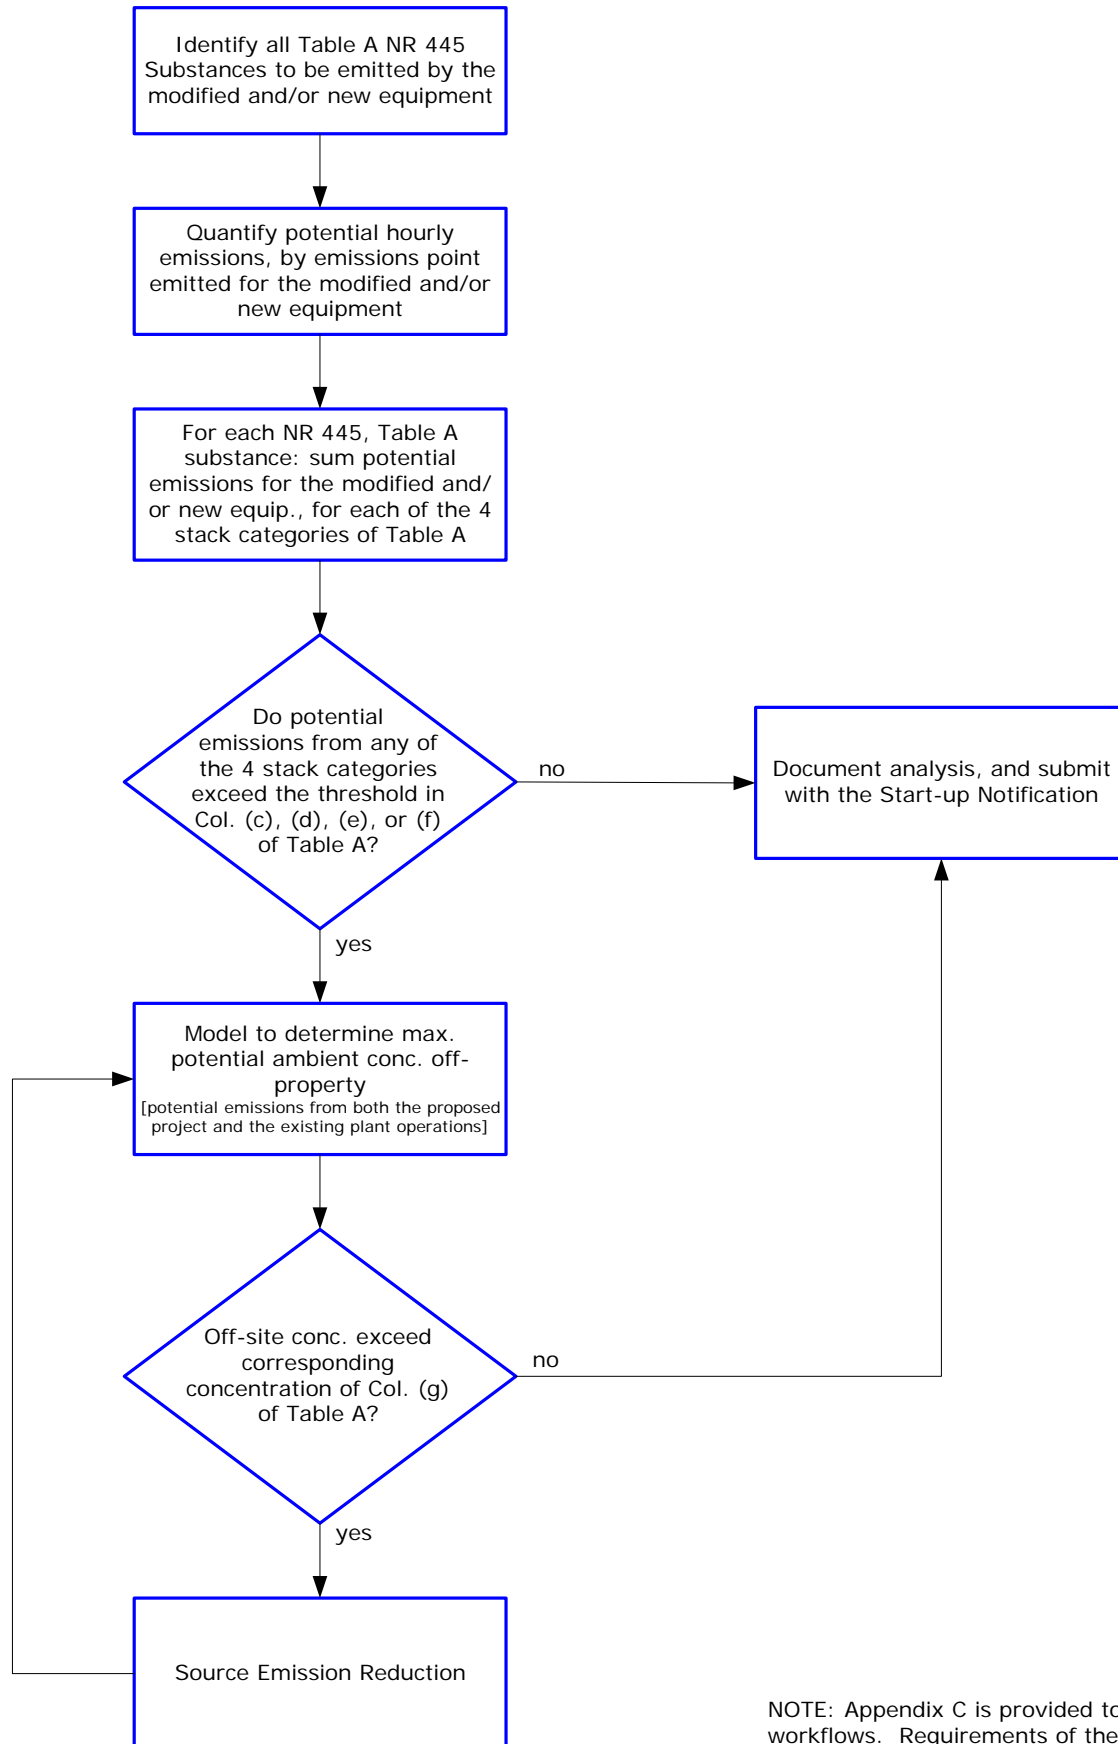 Identify all Table A NR 445
Substances to be emitted by the
modified and/or new equipment
Quantify potential hourly
emissions, by emissions point
emitted for the modified and/or
new equipment
For each NR 445, Table A
substance: sum potential
emissions for the modified and/
or new equip., for each of the 4
stack categories of Table A
Do potential
emissions from any of
the 4 stack categories
exceed the threshold in
Col. (c), (d), (e), or (f)
of Table A?
no
Document analysis, and submit
with the Start-up Notification
yes
Model to determine max.
potential ambient conc. off-
property
[potential emissions from both the proposed
project and the existing plant operations]
Off-site conc. exceed
corresponding
concentration of Col. (g)
of Table A?
no
yes
Source Emission Reduction
NOTE: Appendix C is provided to
workflows. Requirements of the